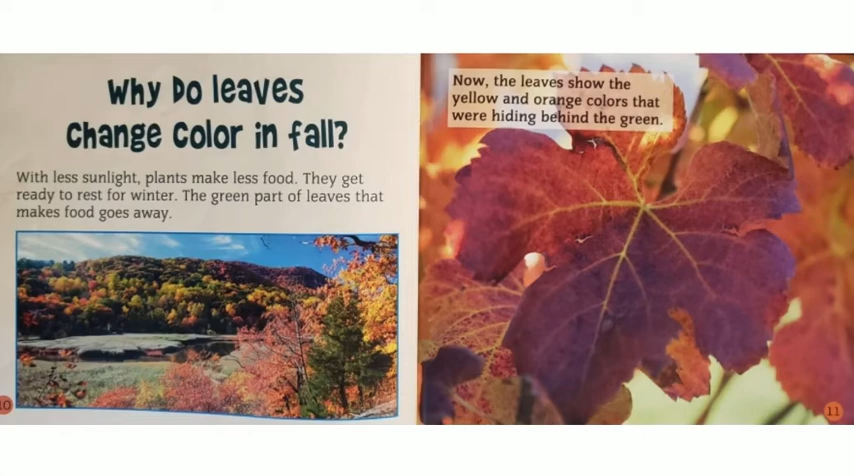 Why Do leaves
Change Color in fall?
With less sunlight, plants make less food. They get
ready to rest for winter. The green part of leaves that
makes food goes away.
10
Now, the leaves show the
yellow and orange colors that
were hiding behind the green.
11